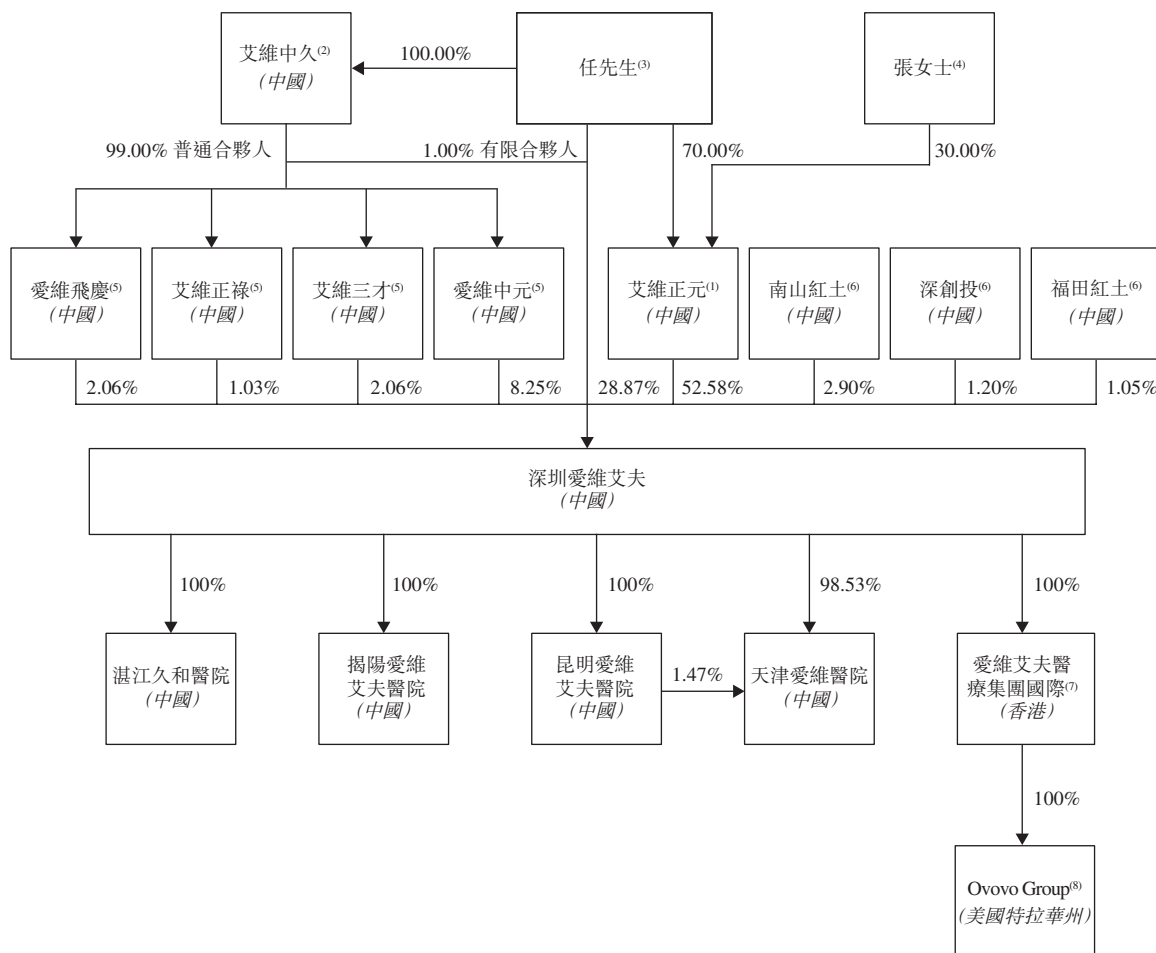 艾維中久(2)
(中國)
100.00%
任先生(3)
張女士(4)
99.00% 普通合夥人
1.00% 有限合夥人
70.00%
30.00%
愛維飛慶(5)
(中國)
艾維正祿(5)
(中國)
艾維三才(5)
(中國)
愛維中元(5)
(中國)
艾維正元(1)
(中國)
南山紅土(6)
(中國)
深創投(6)
(中國)
福田紅土(6)
(中國)
2.06%
1.03%
2.06%
8.25%
28.87%
52.58%
2.90%
1.20%
1.05%
深圳愛維艾夫
(中國)
100%
100%
100%
98.53%
100%
湛江久和醫院
(中國)
揭陽愛維
艾夫醫院
(中國)
昆明愛維
艾夫醫院
(中國)
1.47%
天津愛維醫院
(中國)
愛維艾夫醫
療集團國際(7)
(香港)
100%
Ovovo Group(8)
(美國特拉華州)